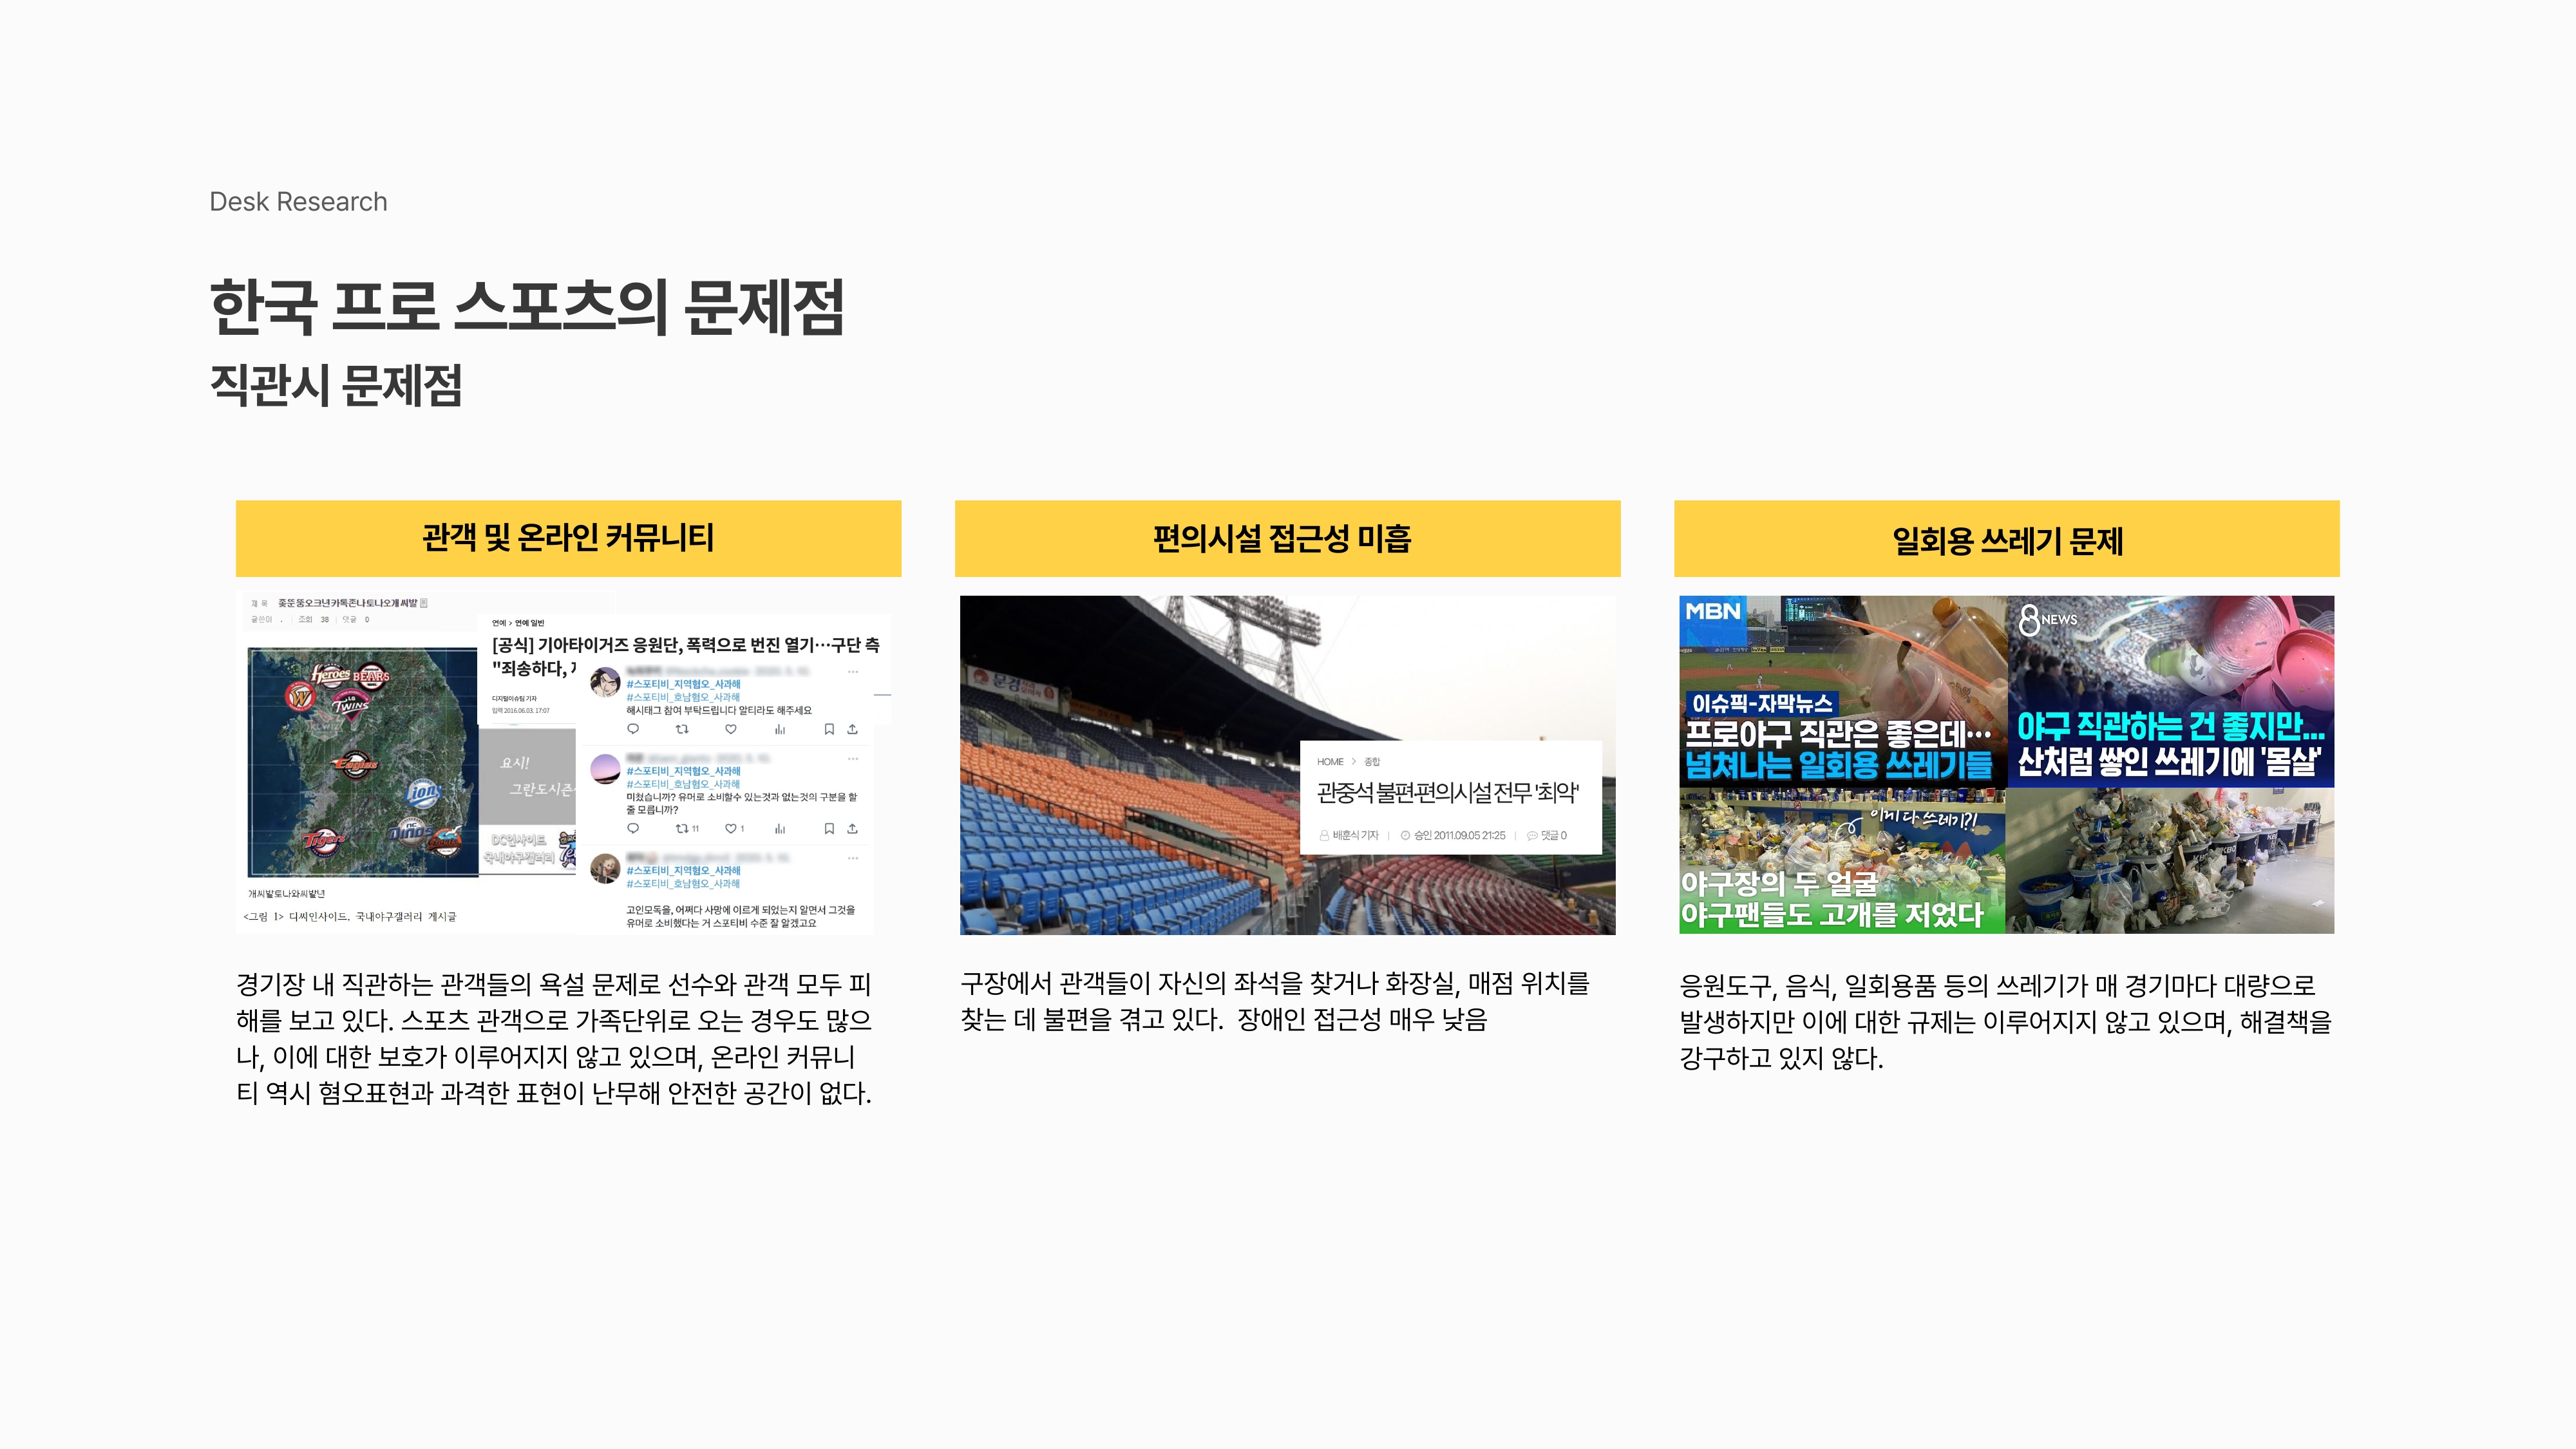 Desk Research
한국 프로 스포츠의 문제점
직관시 문제점
관객 및 온라인 커뮤니티
제 목
글쓴이 . | 조회 38 | 댓글 0
Heroes BEARS
W
LG
TWINS
Eagles
Lions
Tigers
NC
DINOS
개씨발토나와씨발년
<그림 1> 디씨인사이드, 국내야구갤러리 게시글
연예 > 연예 일반
[공식] 기아타이거즈 응원단, 폭력으로 번진 열기…구단 측
"죄송하다,
디지털이슈팀 기자
입력 2016.06.03. 17:07
요시!
그란도시즌
DC인사이드
국내야구갤러리
#스포티비_지역혐오_사과해
#스포티비_호남혐오_사과해
해시태그 참여 부탁드립니다 알티라도 해주세요
#스포티비_지역혐오_사과해
#스포티비_호남혐오_사과해
미쳤습니까? 유머로 소비할수 있는것과 없는것의 구분을 할
줄 모릅니까?
11 1
#스포티비_지역혐오_사과해
#스포티비_호남혐오_사과해
고인모독을, 어쩌다 사망에 이르게 되었는지 알면서 그것을
유머로 소비했다는 거 스포티비 수준 잘 알겠고요
경기장 내 직관하는 관객들의 욕설 문제로 선수와 관객 모두 피
해를 보고 있다. 스포츠 관객으로 가족단위로 오는 경우도 많으
나, 이에 대한 보호가 이루어지지 않고 있으며, 온라인 커뮤니
티 역시 혐오표현과 과격한 표현이 난무해 안전한 공간이 없다.
편의시설 접근성 미흡
문경
HOME > 종합
관중석 불편·편의시설 전무 '최악'
배훈식 기자 | 승인 2011.09.05 21:25 | 댓글 0
구장에서 관객들이 자신의 좌석을 찾거나 화장실, 매점 위치를
찾는 데 불편을 겪고 있다.  장애인 접근성 매우 낮음
일회용 쓰레기 문제
MBN
이슈픽-자막뉴스
프로야구 직관은 좋은데…
넘쳐나는 일회용 쓰레기들
8 NEWS
야구 직관하는 건 좋지만...
산처럼 쌓인 쓰레기에 '몸살'
이게 다 쓰레기?!
야구장의 두 얼굴
야구팬들도 고개를 저었다
KBO
응원도구, 음식, 일회용품 등의 쓰레기가 매 경기마다 대량으로
발생하지만 이에 대한 규제는 이루어지지 않고 있으며, 해결책을
강구하고 있지 않다.